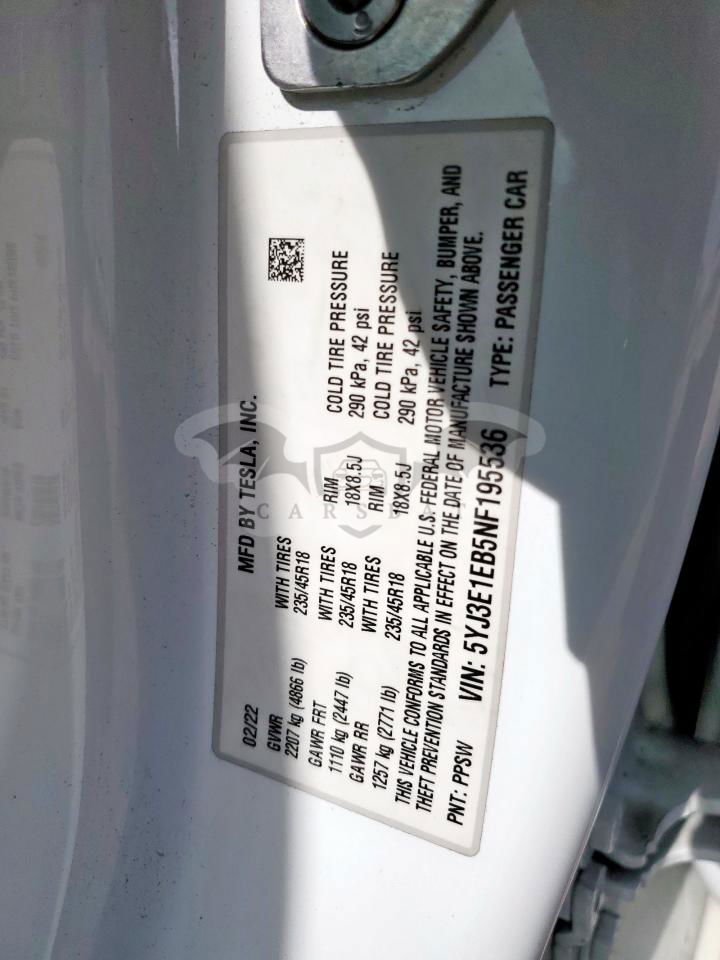 MFD BY TESLA, INC.
02/22
GVWR
2207 kg (4866 lb)
WITH TIRES
235/45R18
GAWR FRT
1110 kg (2447 lb)
WITH TIRES
235/45R18
RIM
18X8.5J
COLD TIRE PRESSURE
290 kPa, 42 psi
GAWR RR
1257 kg (2771 lb)
WITH TIRES
235/45R18
RIM
18X8.5J
COLD TIRE PRESSURE
290 kPa, 42 psi
THIS VEHICLE CONFORMS TO ALL APPLICABLE U.S. FEDERAL MOTOR VEHICLE SAFETY, BUMPER, AND
THEFT PREVENTION STANDARDS IN EFFECT ON THE DATE OF MANUFACTURE SHOWN ABOVE.
PNT: PPSW VIN: 5YJ3E1EB5NF195536 TYPE: PASSENGER CAR